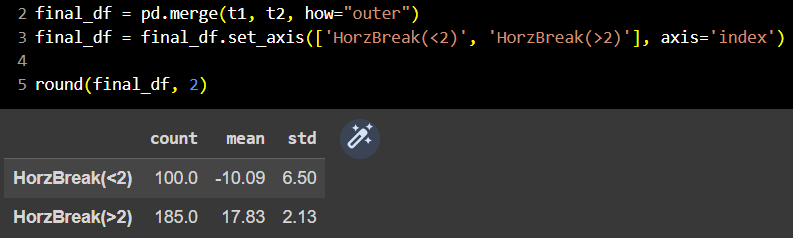 2 final_df = pd.merge(t1, t2, how="outer")
3 final_df = final_df.set_axis(['HorzBreak(<2)', 'HorzBreak(>2)'], axis='index')
4
5 round(final_df, 2)
count mean std
HorzBreak(<2) 100.0 -10.09 6.50
HorzBreak(>2) 185.0 17.83 2.13